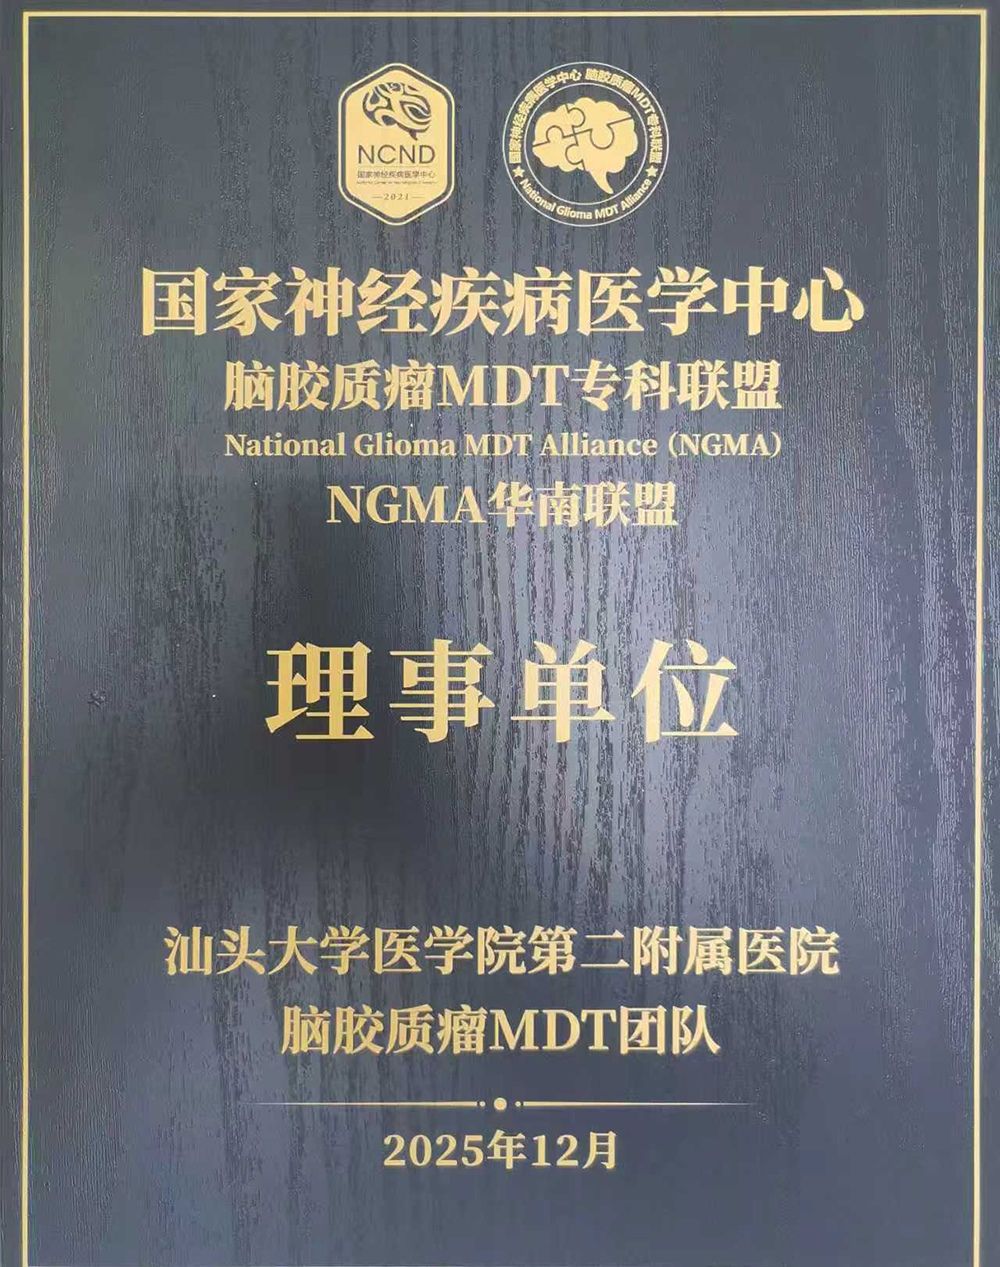 NCND
国家神经疾病医学中心
2021
国家神经疾病医学中心 脑胶质瘤MDT专科联盟
National Glioma MDT Alliance
国家神经疾病医学中心
脑胶质瘤MDT专科联盟
National Glioma MDT Alliance (NGMA)
NGMA华南联盟
理事单位
汕头大学医学院第二附属医院
脑胶质瘤MDT团队
2025年12月